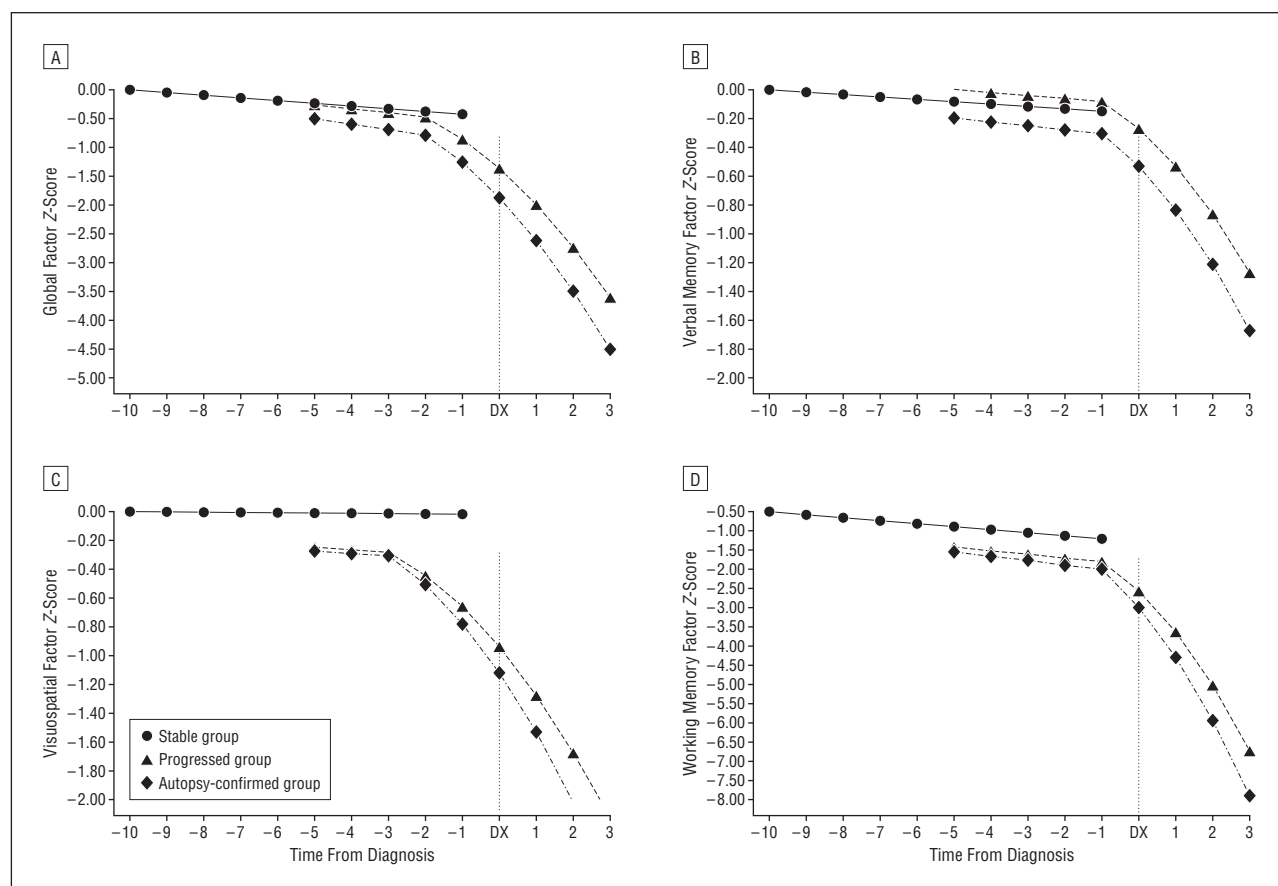 A
0.00
−0.50
−1.00
−1.50
−2.00
−2.50
−3.00
−3.50
−4.00
−4.50
−5.00
Global Factor Z-Score
−10 −9 −8 −7 −6 −5 −4 −3 −2 −1 DX 1 2 3
B
0.00
−0.20
−0.40
−0.60
−0.80
−1.00
−1.20
−1.40
−1.60
−1.80
−2.00
Verbal Memory Factor Z-Score
−10 −9 −8 −7 −6 −5 −4 −3 −2 −1 DX 1 2 3
C
0.00
−0.20
−0.40
−0.60
−0.80
−1.00
−1.20
−1.40
−1.60
−1.80
−2.00
Visuospatial Factor Z-Score
Stable group
Progressed group
Autopsy-confirmed group
−10 −9 −8 −7 −6 −5 −4 −3 −2 −1 DX 1 2 3
Time From Diagnosis
D
−0.50
−1.00
−1.50
−2.00
−2.50
−3.00
−3.50
−4.00
−4.50
−5.00
−5.50
−6.00
−6.50
−7.00
−7.50
−8.00
Working Memory Factor Z-Score
−10 −9 −8 −7 −6 −5 −4 −3 −2 −1 DX 1 2 3
Time From Diagnosis